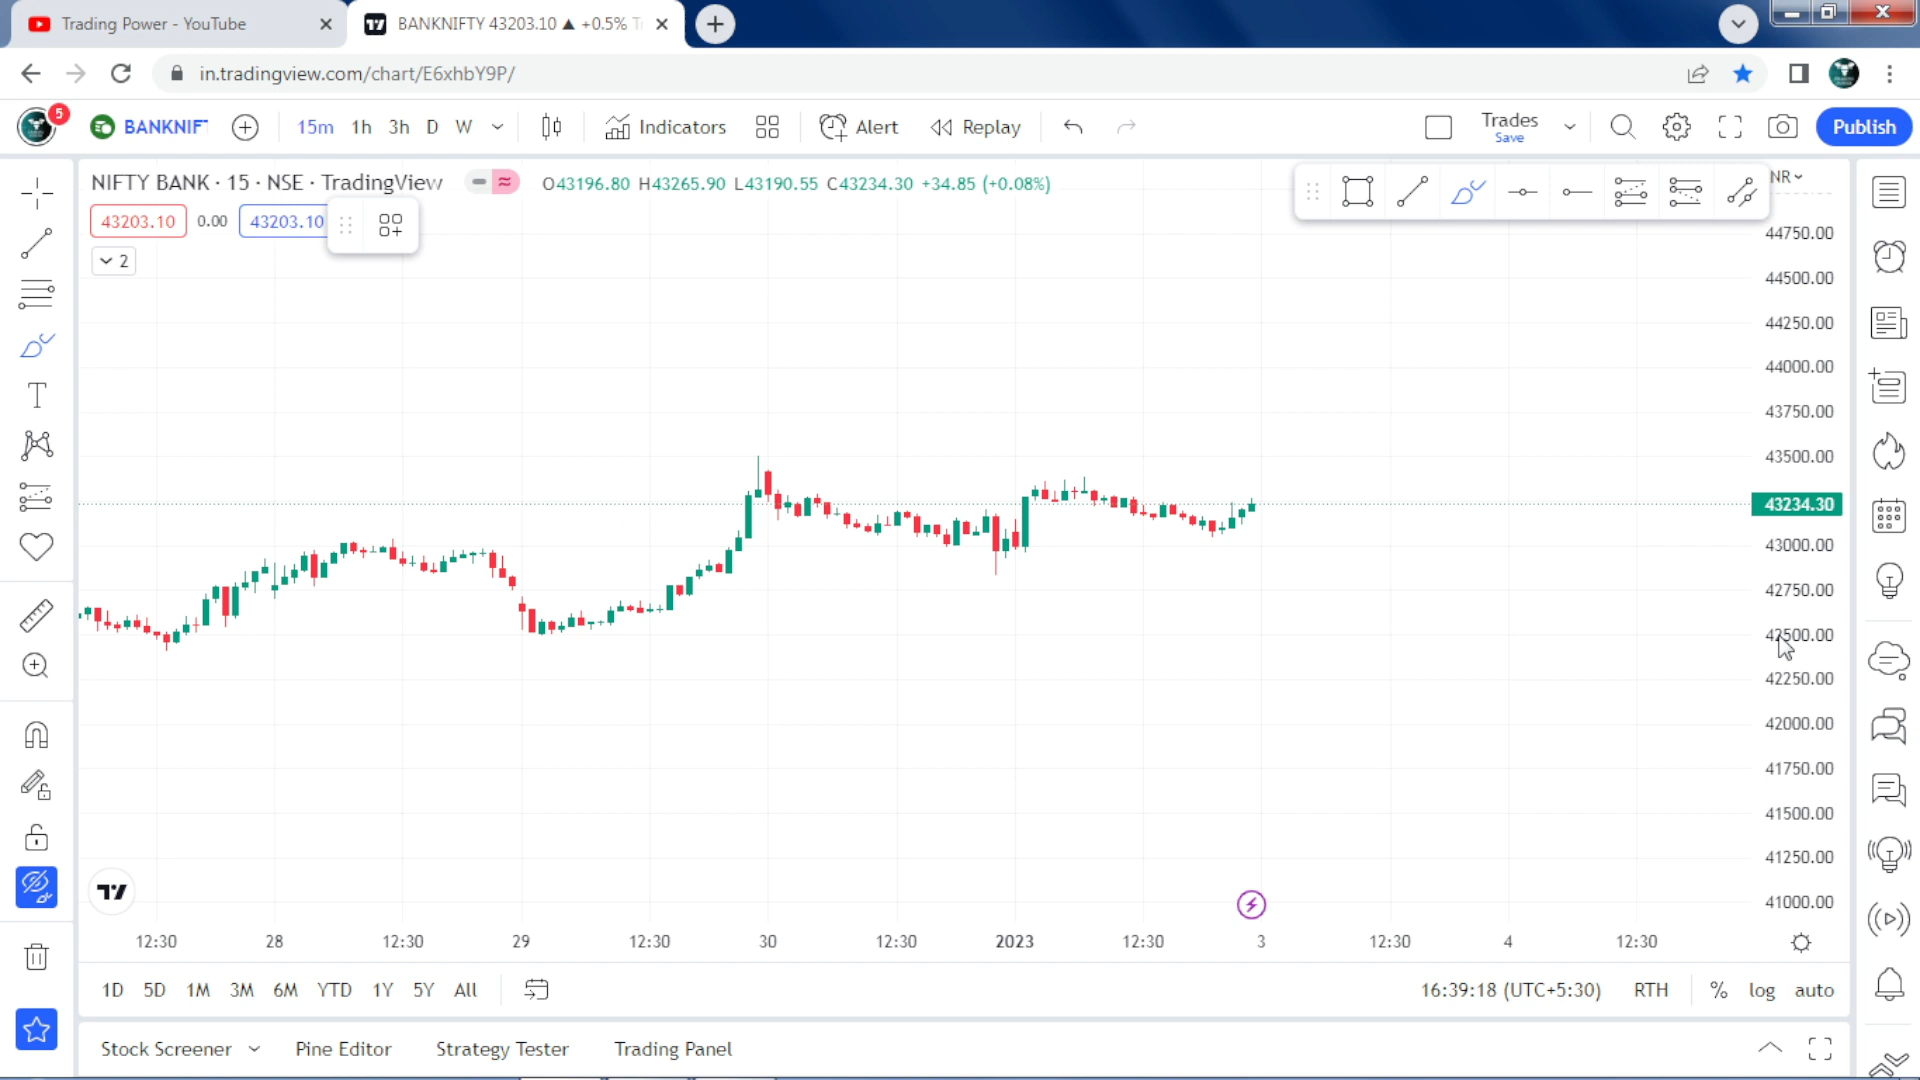 Trading Power - YouTube
BANKNIFTY 43203.10 ▲ +0.5%
in.tradingview.com/chart/E6xhbY9P/
5
BANKNIF
15m 1h 3h D W
Indicators
Alert
Replay
Trades
Save
Publish
NIFTY BANK · 15 · NSE · TradingView
O43196.80 H43265.90 L43190.55 C43234.30 +34.85 (+0.08%)
NR
43203.10 0.00 43203.10
2
44750.00
44500.00
44250.00
44000.00
43750.00
43500.00
43234.30
43000.00
42750.00
42500.00
42250.00
42000.00
41750.00
41500.00
41250.00
41000.00
12:30 28 12:30 29 12:30 30 12:30 2023 12:30 3 12:30 4 12:30
1D 5D 1M 3M 6M YTD 1Y 5Y All
16:39:18 (UTC+5:30) RTH % log auto
Stock Screener Pine Editor Strategy Tester Trading Panel